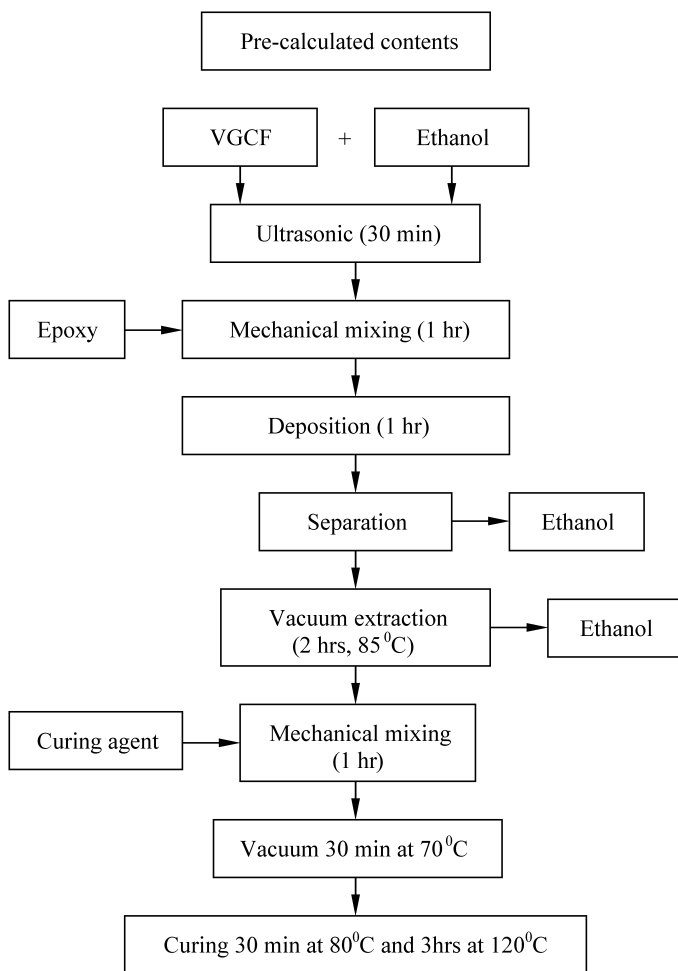 Pre-calculated contents
VGCF + Ethanol
Ultrasonic (30 min)
Epoxy
Mechanical mixing (1 hr)
Deposition (1 hr)
Separation
Ethanol
Vacuum extraction
(2 hrs, 85⁰C)
Ethanol
Curing agent
Mechanical mixing
(1 hr)
Vacuum 30 min at 70⁰C
Curing 30 min at 80⁰C and 3hrs at 120⁰C